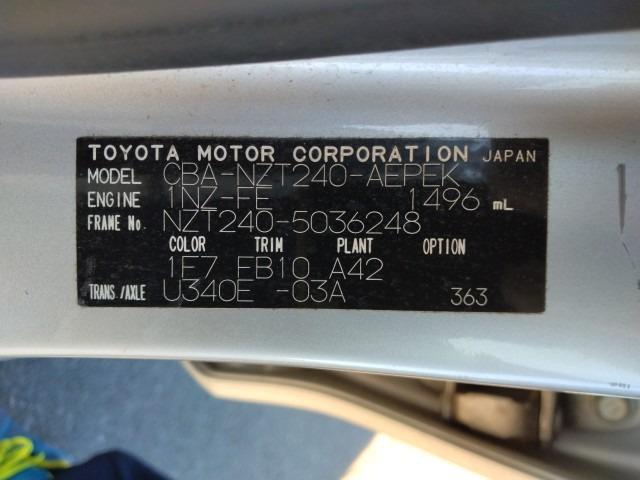 TOYOTA MOTOR CORPORATION JAPAN
MODEL CBA-NZT240-AEPEK
ENGINE 1NZ-FE 1496 mL
FRAME No. NZT240-5036248
COLOR TRIM PLANT OPTION
1E7 FB10 A42
TRANS./AXLE U340E -03A 363